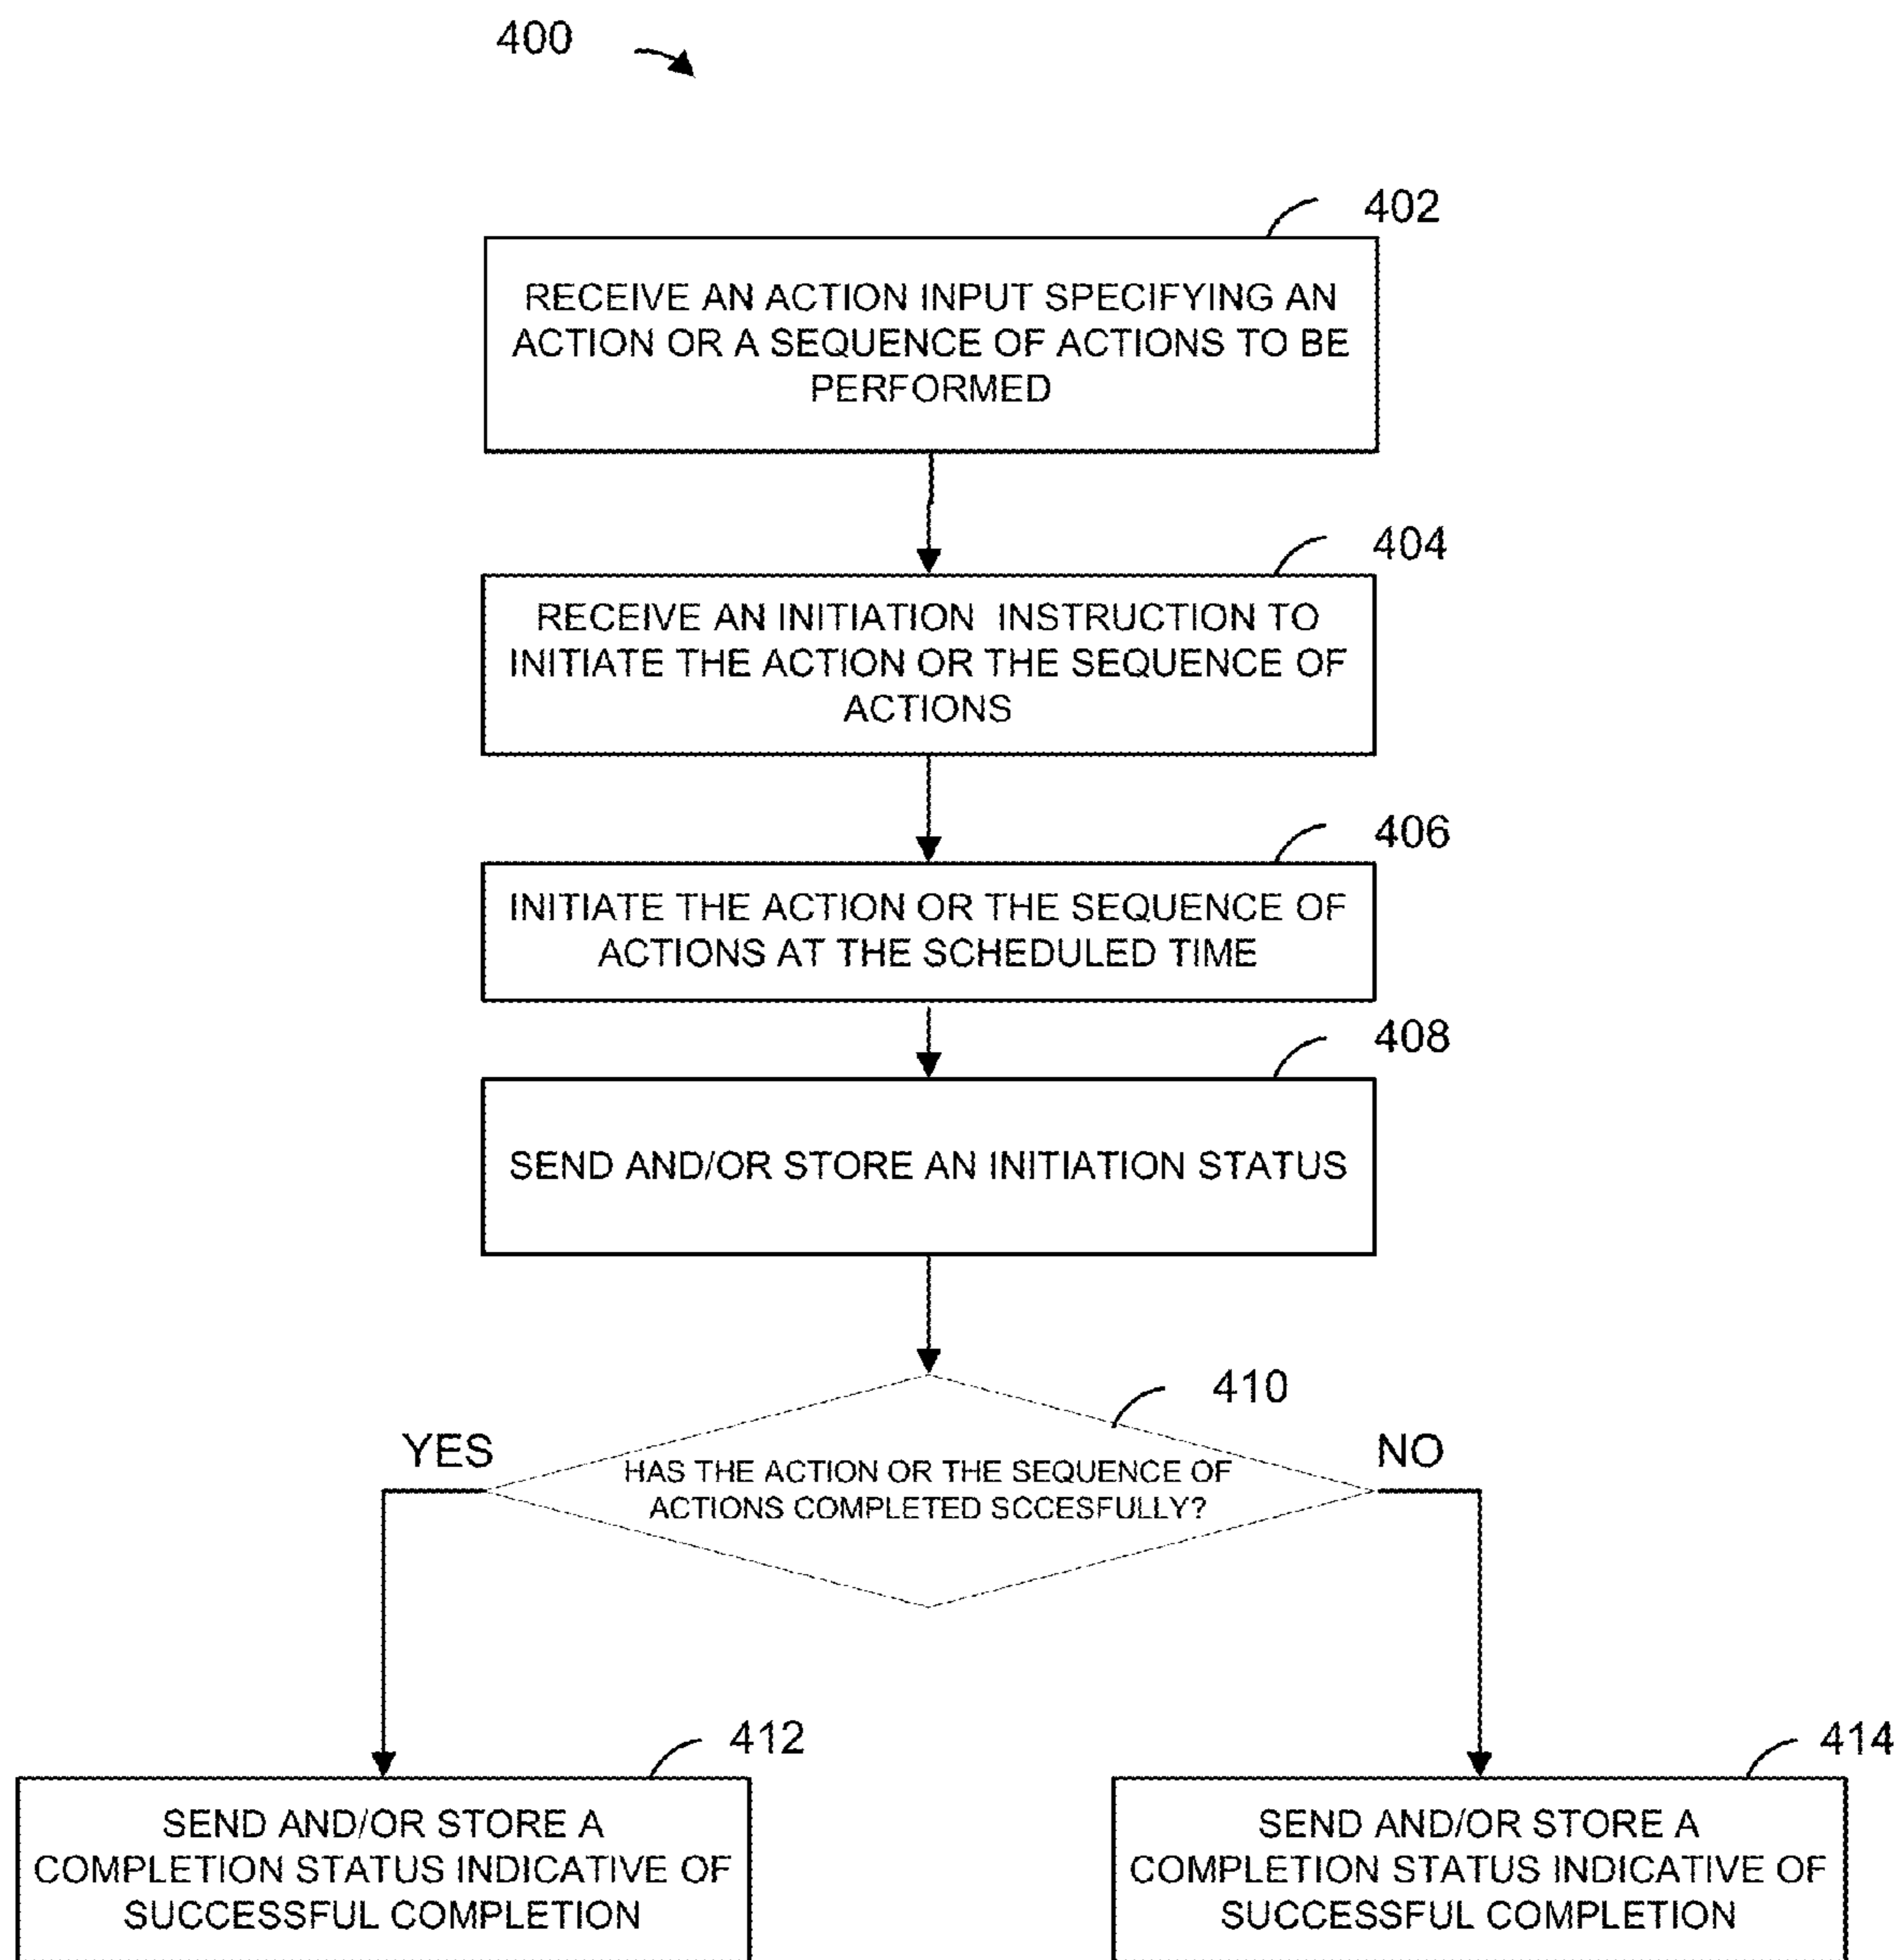 400
402
RECEIVE AN ACTION INPUT SPECIFYING AN
ACTION OR A SEQUENCE OF ACTIONS TO BE
PERFORMED
404
RECEIVE AN INITIATION INSTRUCTION TO
INITIATE THE ACTION OR THE SEQUENCE OF
ACTIONS
406
INITIATE THE ACTION OR THE SEQUENCE OF
ACTIONS AT THE SCHEDULED TIME
408
SEND AND/OR STORE AN INITIATION STATUS
410
YES
NO
HAS THE ACTION OR THE SEQUENCE OF
ACTIONS COMPLETED SCCESFULLY?
412
SEND AND/OR STORE A
COMPLETION STATUS INDICATIVE OF
SUCCESSFUL COMPLETION
414
SEND AND/OR STORE A
COMPLETION STATUS INDICATIVE OF
SUCCESSFUL COMPLETION